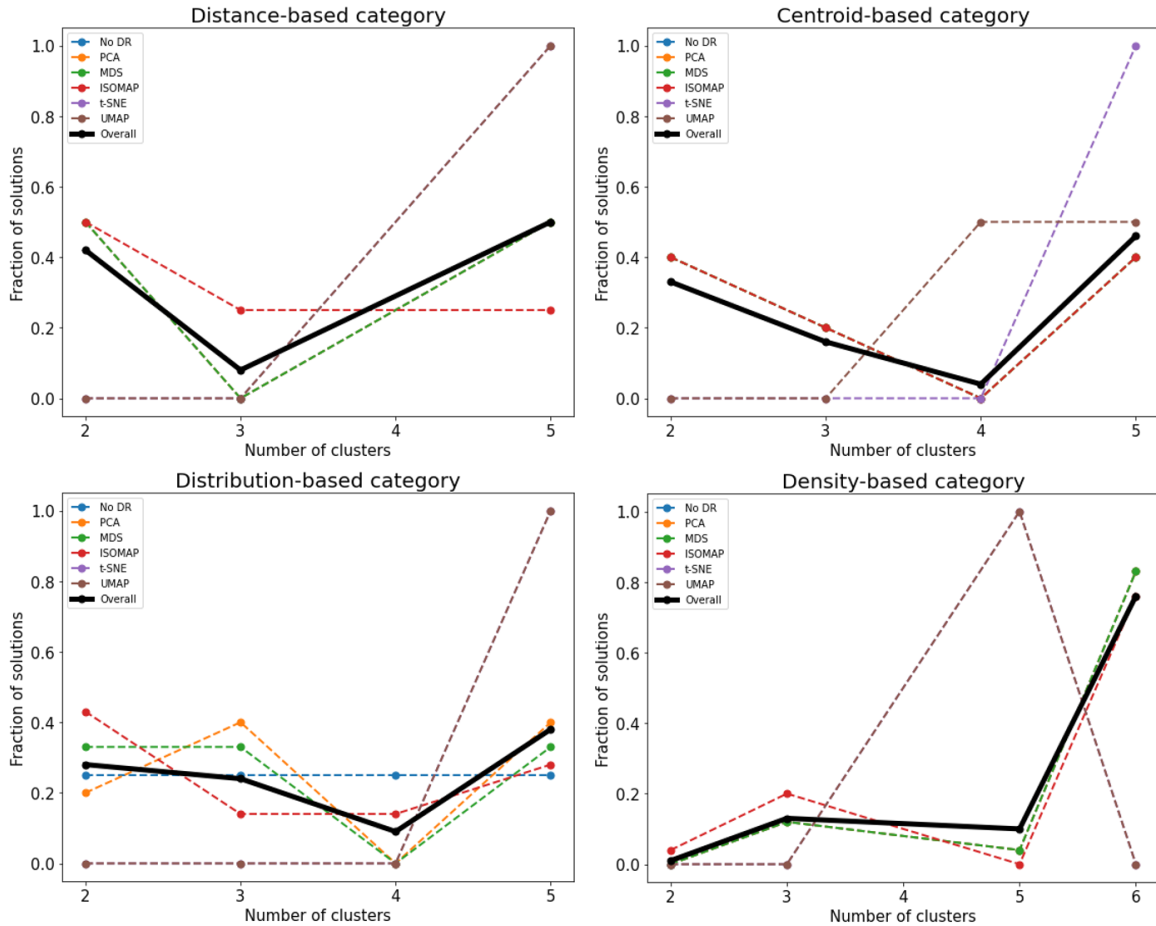 Distance-based category
1.0
0.8
0.6
0.4
0.2
0.0
Fraction of solutions
No DR
PCA
MDS
ISOMAP
t-SNE
UMAP
Overall
2 3 4 5
Number of clusters
Centroid-based category
1.0
0.8
0.6
0.4
0.2
0.0
Fraction of solutions
No DR
PCA
MDS
ISOMAP
t-SNE
UMAP
Overall
2 3 4 5
Number of clusters
Distribution-based category
1.0
0.8
0.6
0.4
0.2
0.0
Fraction of solutions
No DR
PCA
MDS
ISOMAP
t-SNE
UMAP
Overall
2 3 4 5
Number of clusters
Density-based category
1.0
0.8
0.6
0.4
0.2
0.0
Fraction of solutions
No DR
PCA
MDS
ISOMAP
t-SNE
UMAP
Overall
2 3 4 5 6
Number of clusters